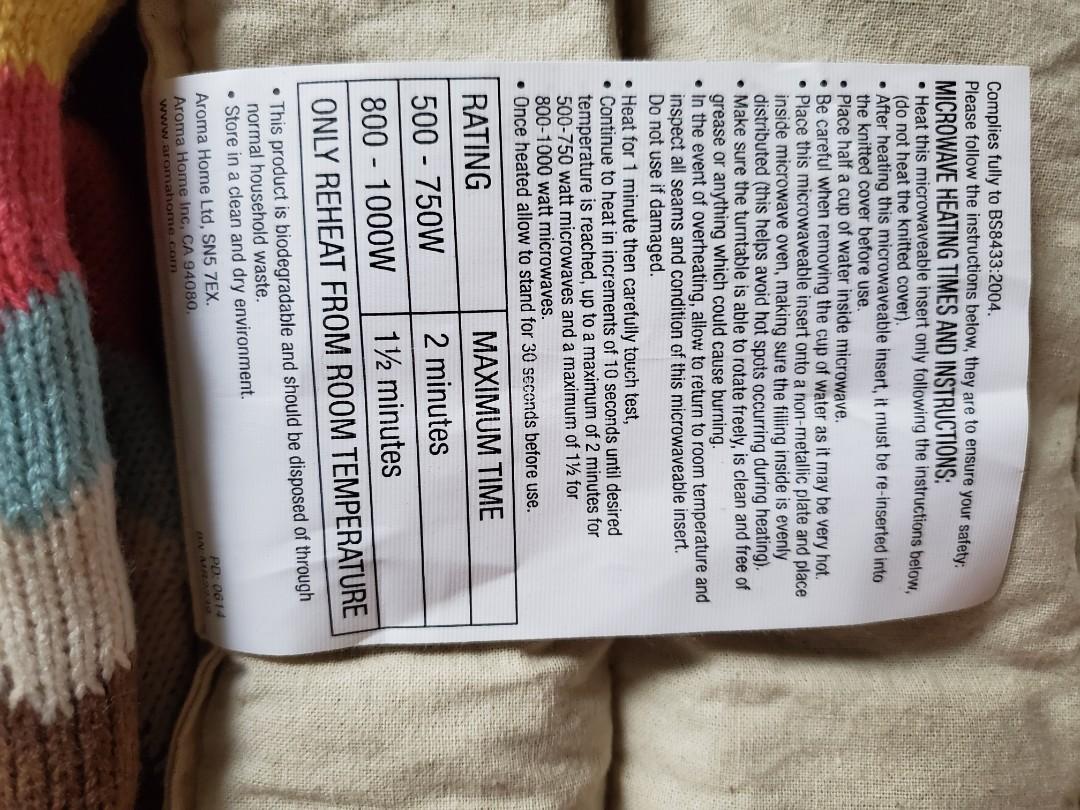 Complies fully to BS8433:2004.
Please follow the instructions below, they are to ensure your safety:
MICROWAVE HEATING TIMES AND INSTRUCTIONS:
• Heat this microwaveable insert only following the instructions below,
(do not heat the knitted cover).
• After heating this microwaveable insert, it must be re-inserted into
the knitted cover before use.
• Place half a cup of water inside microwave.
• Be careful when removing the cup of water as it may be very hot.
• Place this microwaveable insert onto a non-metallic plate and place
inside microwave oven, making sure the filling inside is evenly
distributed (this helps avoid hot spots occurring during heating).
• Make sure the turntable is able to rotate freely, is clean and free of
grease or anything which could cause burning.
• In the event of overheating, allow to return to room temperature and
inspect all seams and condition of this microwaveable insert.
Do not use if damaged.
• Heat for 1 minute then carefully touch test,
• Continue to heat in increments of 10 seconds until desired
temperature is reached, up to a maximum of 2 minutes for
500-750 watt microwaves and a maximum of 1½ for
800-1000 watt microwaves.
• Once heated allow to stand for 30 seconds before use.
RATING MAXIMUM TIME
500 - 750W 2 minutes
800 - 1000W 1½ minutes
ONLY REHEAT FROM ROOM TEMPERATURE
• This product is biodegradable and should be disposed of through
normal household waste.
• Store in a clean and dry environment.
Aroma Home Ltd, SN5 7EX.
Aroma Home Inc, CA 94080.
www.aromahome.com
PD: 0614